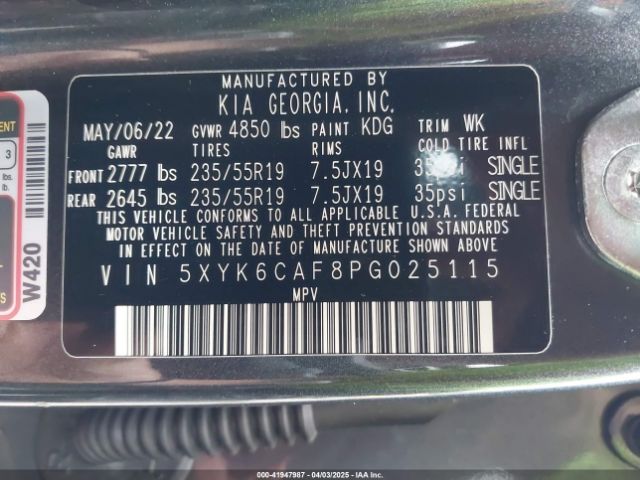 MANUFACTURED BY
KIA GEORGIA, INC.
MAY/06/22 GVWR 4850 lbs PAINT KDG TRIM WK
GAWR TIRES RIMS COLD TIRE INFL
FRONT 2777 lbs 235/55R19 7.5JX19 SINGLE
REAR 2645 lbs 235/55R19 7.5JX19 35psi SINGLE
THIS VEHICLE CONFORMS TO ALL APPLICABLE U.S.A. FEDERAL
MOTOR VEHICLE SAFETY AND THEFT PREVENTION STANDARDS
IN EFFECT ON THE DATE OF MANUFACTURE SHOWN ABOVE
VIN 5XYK6CAF8PG025115
MPV
3
W420
000-41947987 - 04/03/2025 - IAAI.com